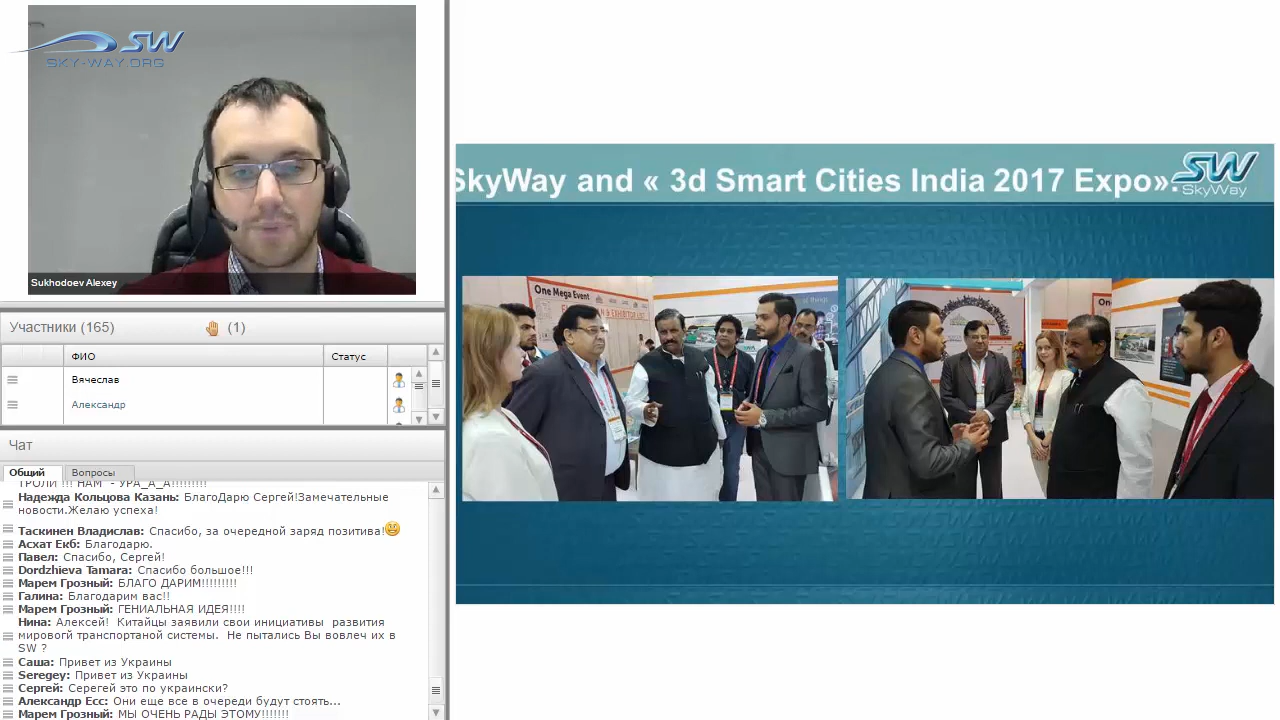 SW
SKY-WAY.ORG
Sukhodoev Alexey
Участники (165)
(1)
ФИО
Статус
Вячеслав
Александр
Чат
Общий
Вопросы
ТРОЛИ !!! НАМ - УРА_А_А!!!!!!!!!
Надежда Кольцова Казань: БлагоДарю Сергей!Замечательные
новости.Желаю успеха!
Таскинен Владислав: Спасибо, за очередной заряд позитива!
Асхат Екб: Благодарю.
Павел: Спасибо, Сергей!
Dordzhieva Tamara: Спасибо большое!!!
Марем Грозный: БЛАГО ДАРИМ!!!!!!!!!
Галина: Благодарим вас!!
Марем Грозный: ГЕНИАЛЬНАЯ ИДЕЯ!!!!
Нина: Алексей! Китайцы заявили свои инициативы развития
мировогй транспортаной системы. Не пытались Вы вовлеч их в
SW ?
Саша: Привет из Украины
Seregey: Привет из Украины
Сергей: Серегей это по украински?
Александр Есс: Они еще все в очереди будут стоять...
Марем Грозный: МЫ ОЧЕНЬ РАДЫ ЭТОМУ!!!!!!!
SkyWay and « 3d Smart Cities India 2017 Expo».
SW
SkyWay
One Mega Event
One